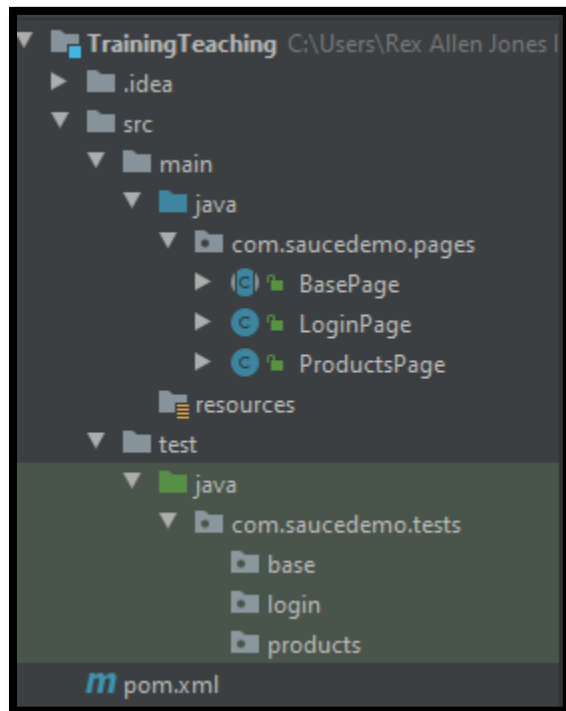 TrainingTeaching C:\Users\Rex Allen Jones
.idea
src
main
java
com.saucedemo.pages
BasePage
LoginPage
ProductsPage
resources
test
java
com.saucedemo.tests
base
login
products
pom.xml